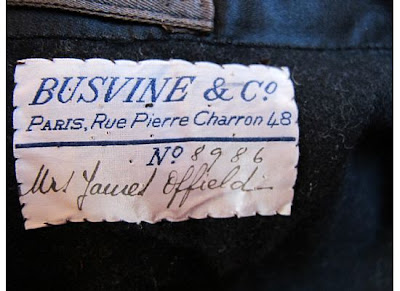 BUSVINE & Cº
PARIS, Rue Pierre Charron 48
Nº 8986
Mrs James Offield